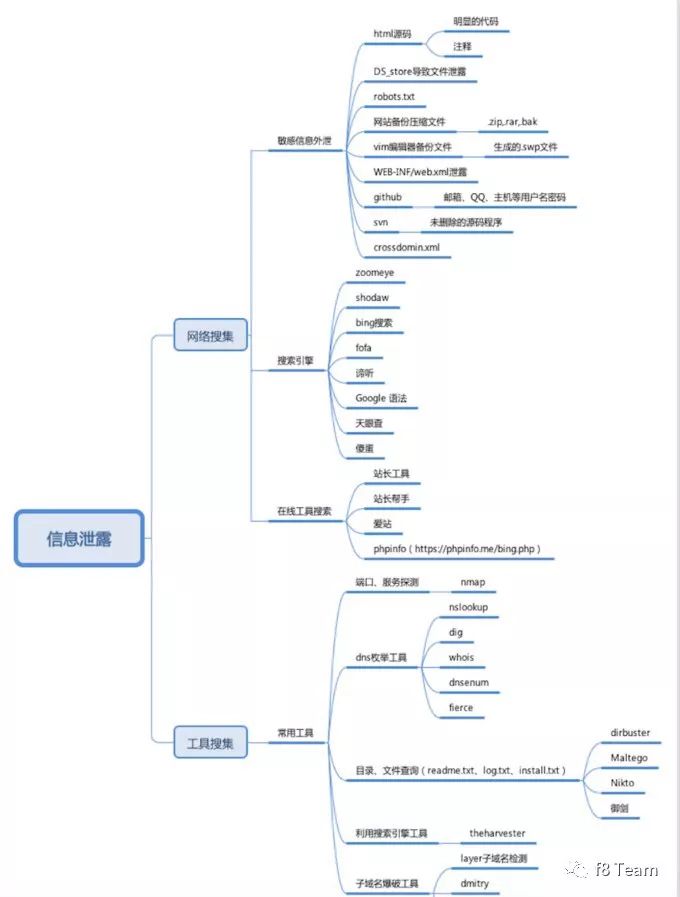 明显的代码
html源码
注释
DS_store导致文件泄露
robots.txt
网站备份压缩文件
.zip,.rar,.bak
敏感信息外泄
vim编辑器备份文件
生成的.swp文件
WEB-INF/web.xml泄露
github
邮箱、QQ、主机等用户名密码
svn
未删除的源码程序
crossdomin.xml
zoomeye
shodaw
网络搜集
bing搜索
fofa
搜索引擎
谛听
Google 语法
天眼查
傻蛋
站长工具
站长帮手
在线工具搜索
爱站
phpinfo（https://phpinfo.me/bing.php）
信息泄露
端口、服务探测
nmap
nslookup
dig
dns枚举工具
whois
dnsenum
fierce
工具搜集
常用工具
dirbuster
Maltego
目录、文件查询（readme.txt、log.txt、install.txt）
Nikto
御剑
利用搜索引擎工具
theharvester
layer子域名检测
子域名爆破工具
dmitry
f8 Team